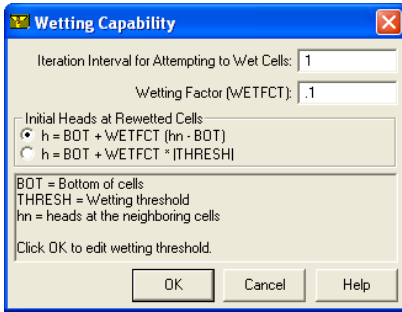 Wetting Capability
Iteration Interval for Attempting to Wet Cells: 1
Wetting Factor (WETFCT): .1
Initial Heads at Rewetted Cells
h = BOT + WETFCT (hn - BOT)
h = BOT + WETFCT * |THRESH|
BOT = Bottom of cells
THRESH = Wetting threshold
hn = heads at the neighboring cells
Click OK to edit wetting threshold.
OK Cancel Help